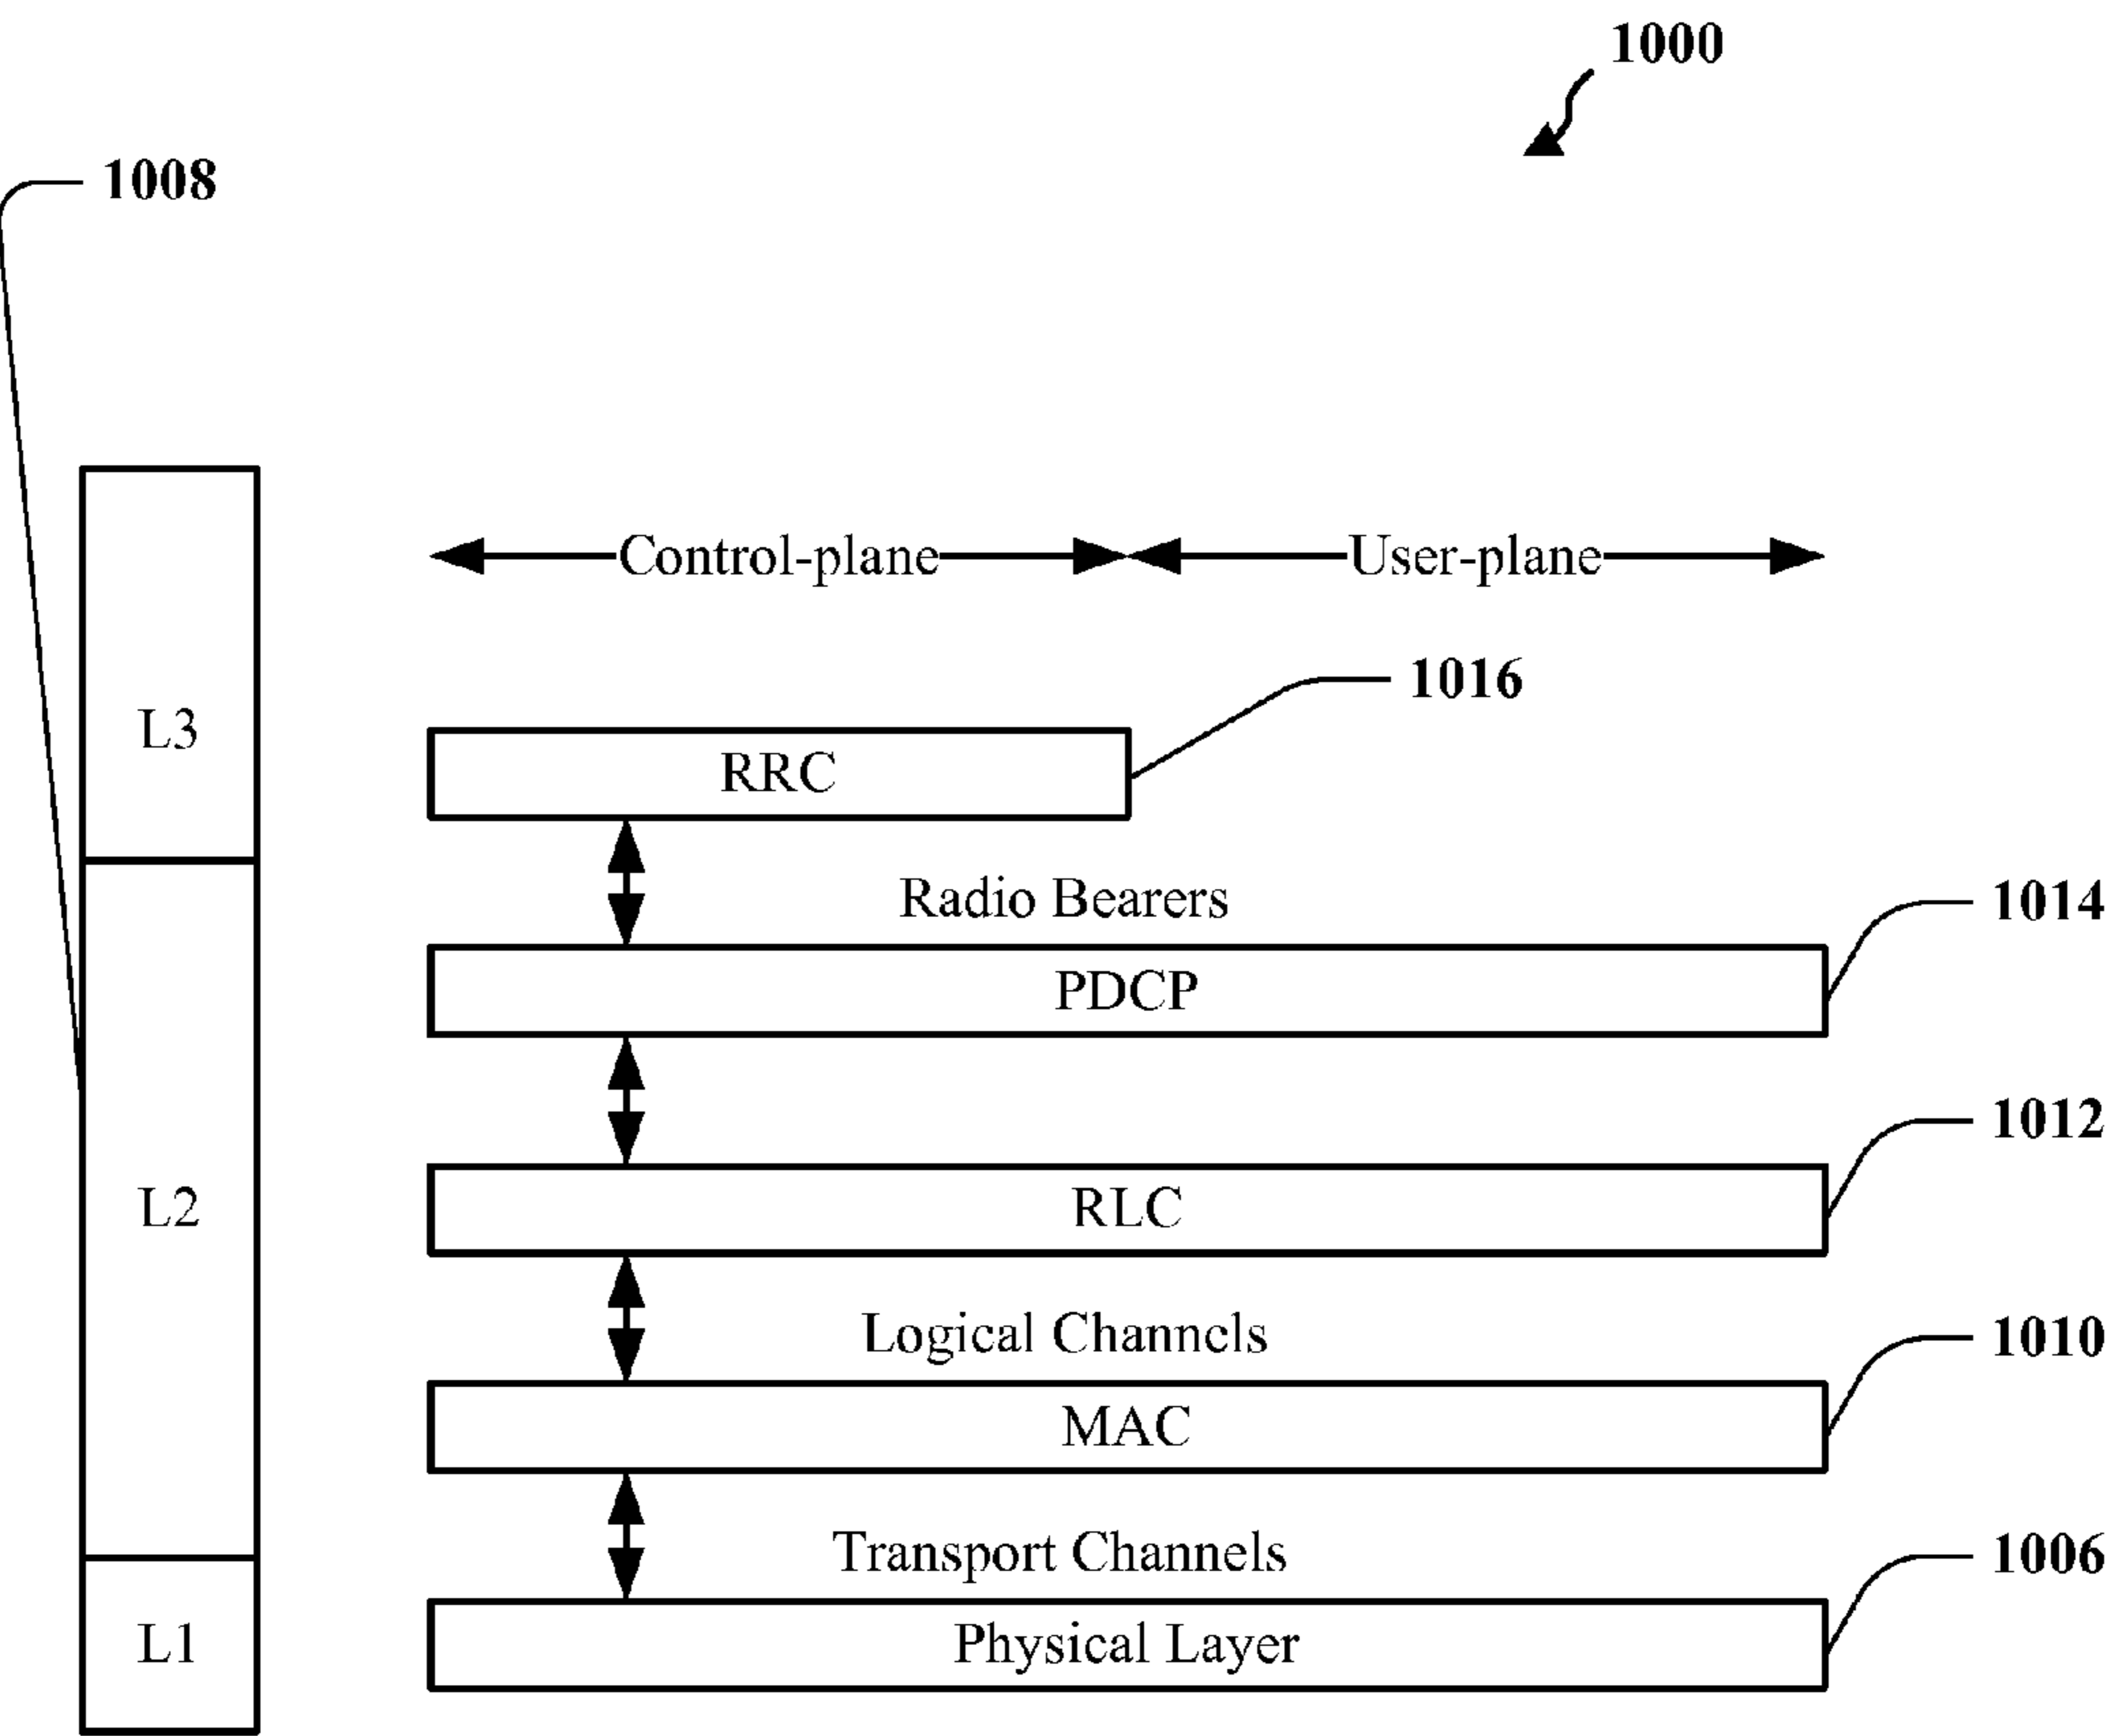 1000
1008
Control-plane
User-plane
1016
L3
RRC
Radio Bearers
1014
PDCP
1012
L2
RLC
Logical Channels
1010
MAC
Transport Channels
1006
L1
Physical Layer